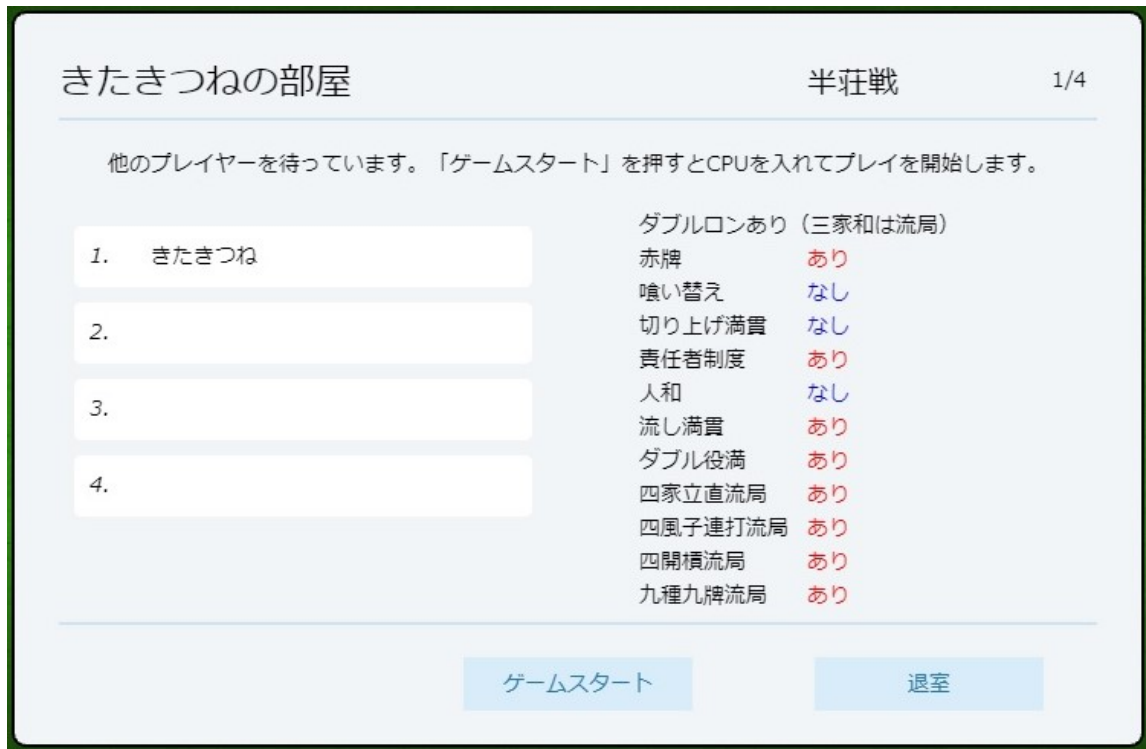 きたきつねの部屋 半荘戦 1/4
他のプレイヤーを待っています。「ゲームスタート」を押すとCPUを入れてプレイを開始します。
1. きたきつね
2.
3.
4.
ダブルロンあり（三家和は流局）
赤牌 あり
喰い替え なし
切り上げ満貫 なし
責任者制度 あり
人和 なし
流し満貫 あり
ダブル役満 あり
四家立直流局 あり
四風子連打流局 あり
四開槓流局 あり
九種九牌流局 あり
ゲームスタート 退室